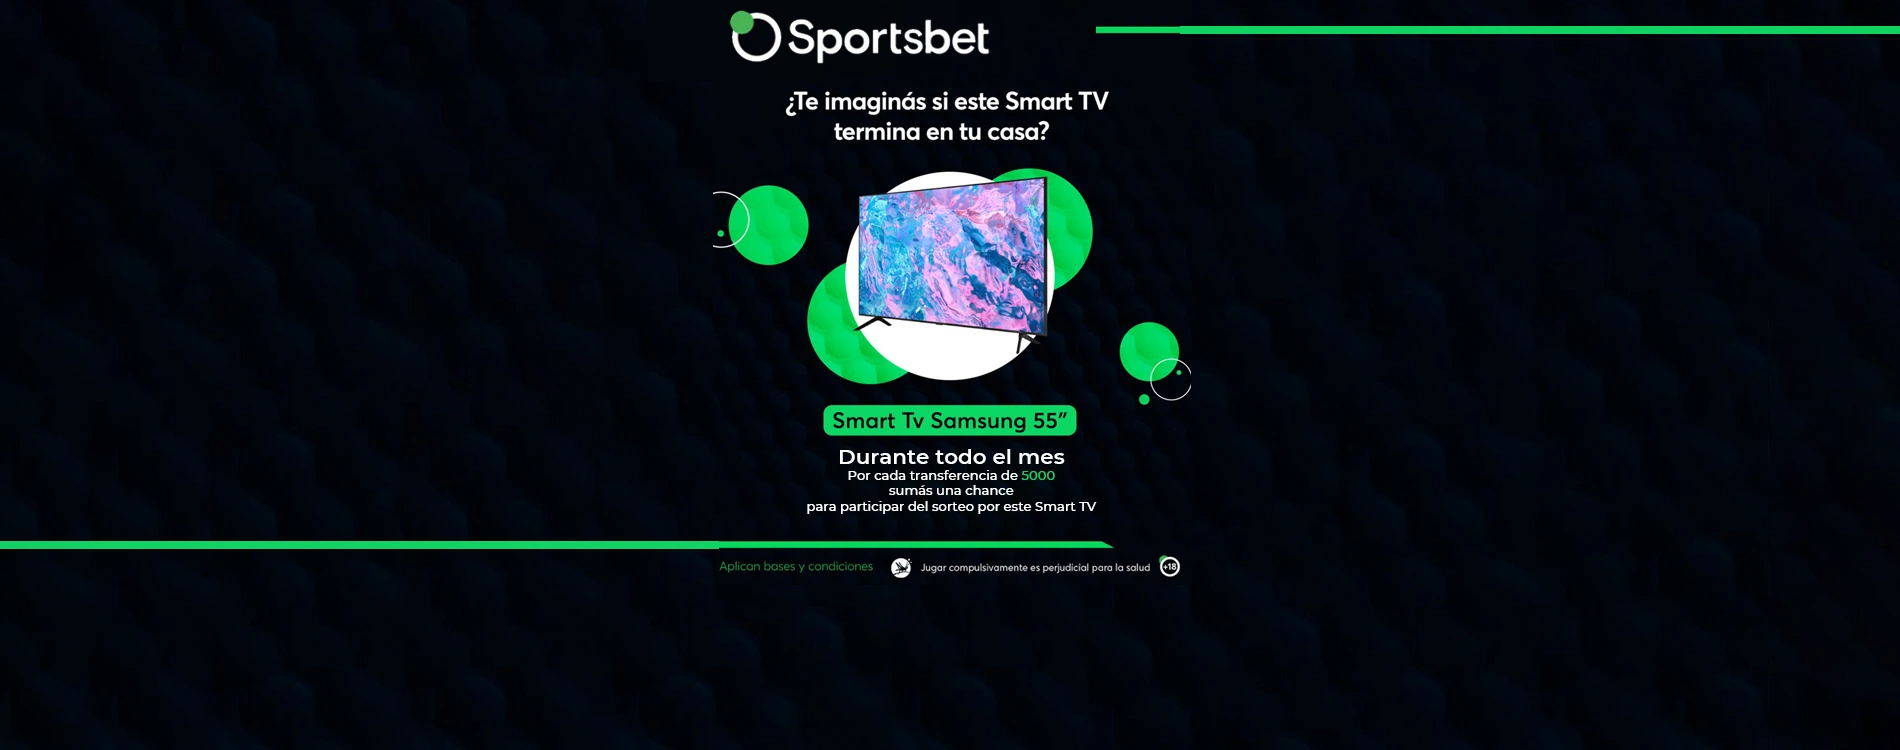 Sportsbet
¿Te imaginás si este Smart TV
termina en tu casa?
Smart Tv Samsung 55”
Durante todo el mes
Por cada transferencia de 5000
sumás una chance
para participar del sorteo por este Smart TV
Aplican bases y condiciones
Jugar compulsivamente es perjudicial para la salud
+18